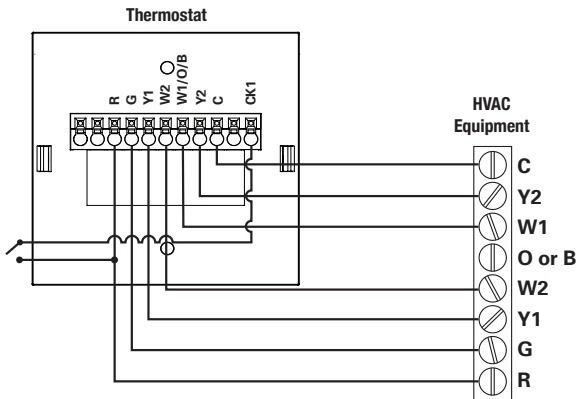 Thermostat
R
G
Y1
W2
W1/O/B
Y2
C
CK1
HVAC
Equipment
C
Y2
W1
O or B
W2
Y1
G
R